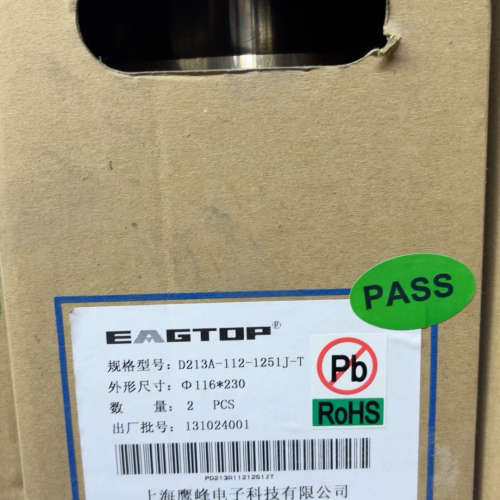 PASS
EAGTOP®
规格型号: D213A-112-1251J-T
外形尺寸: Φ116*230
数 量: 2 PCS
出厂批号: 131024001
Pb
RoHS
PD213A1121251JT
上海鹰峰电子科技有限公司